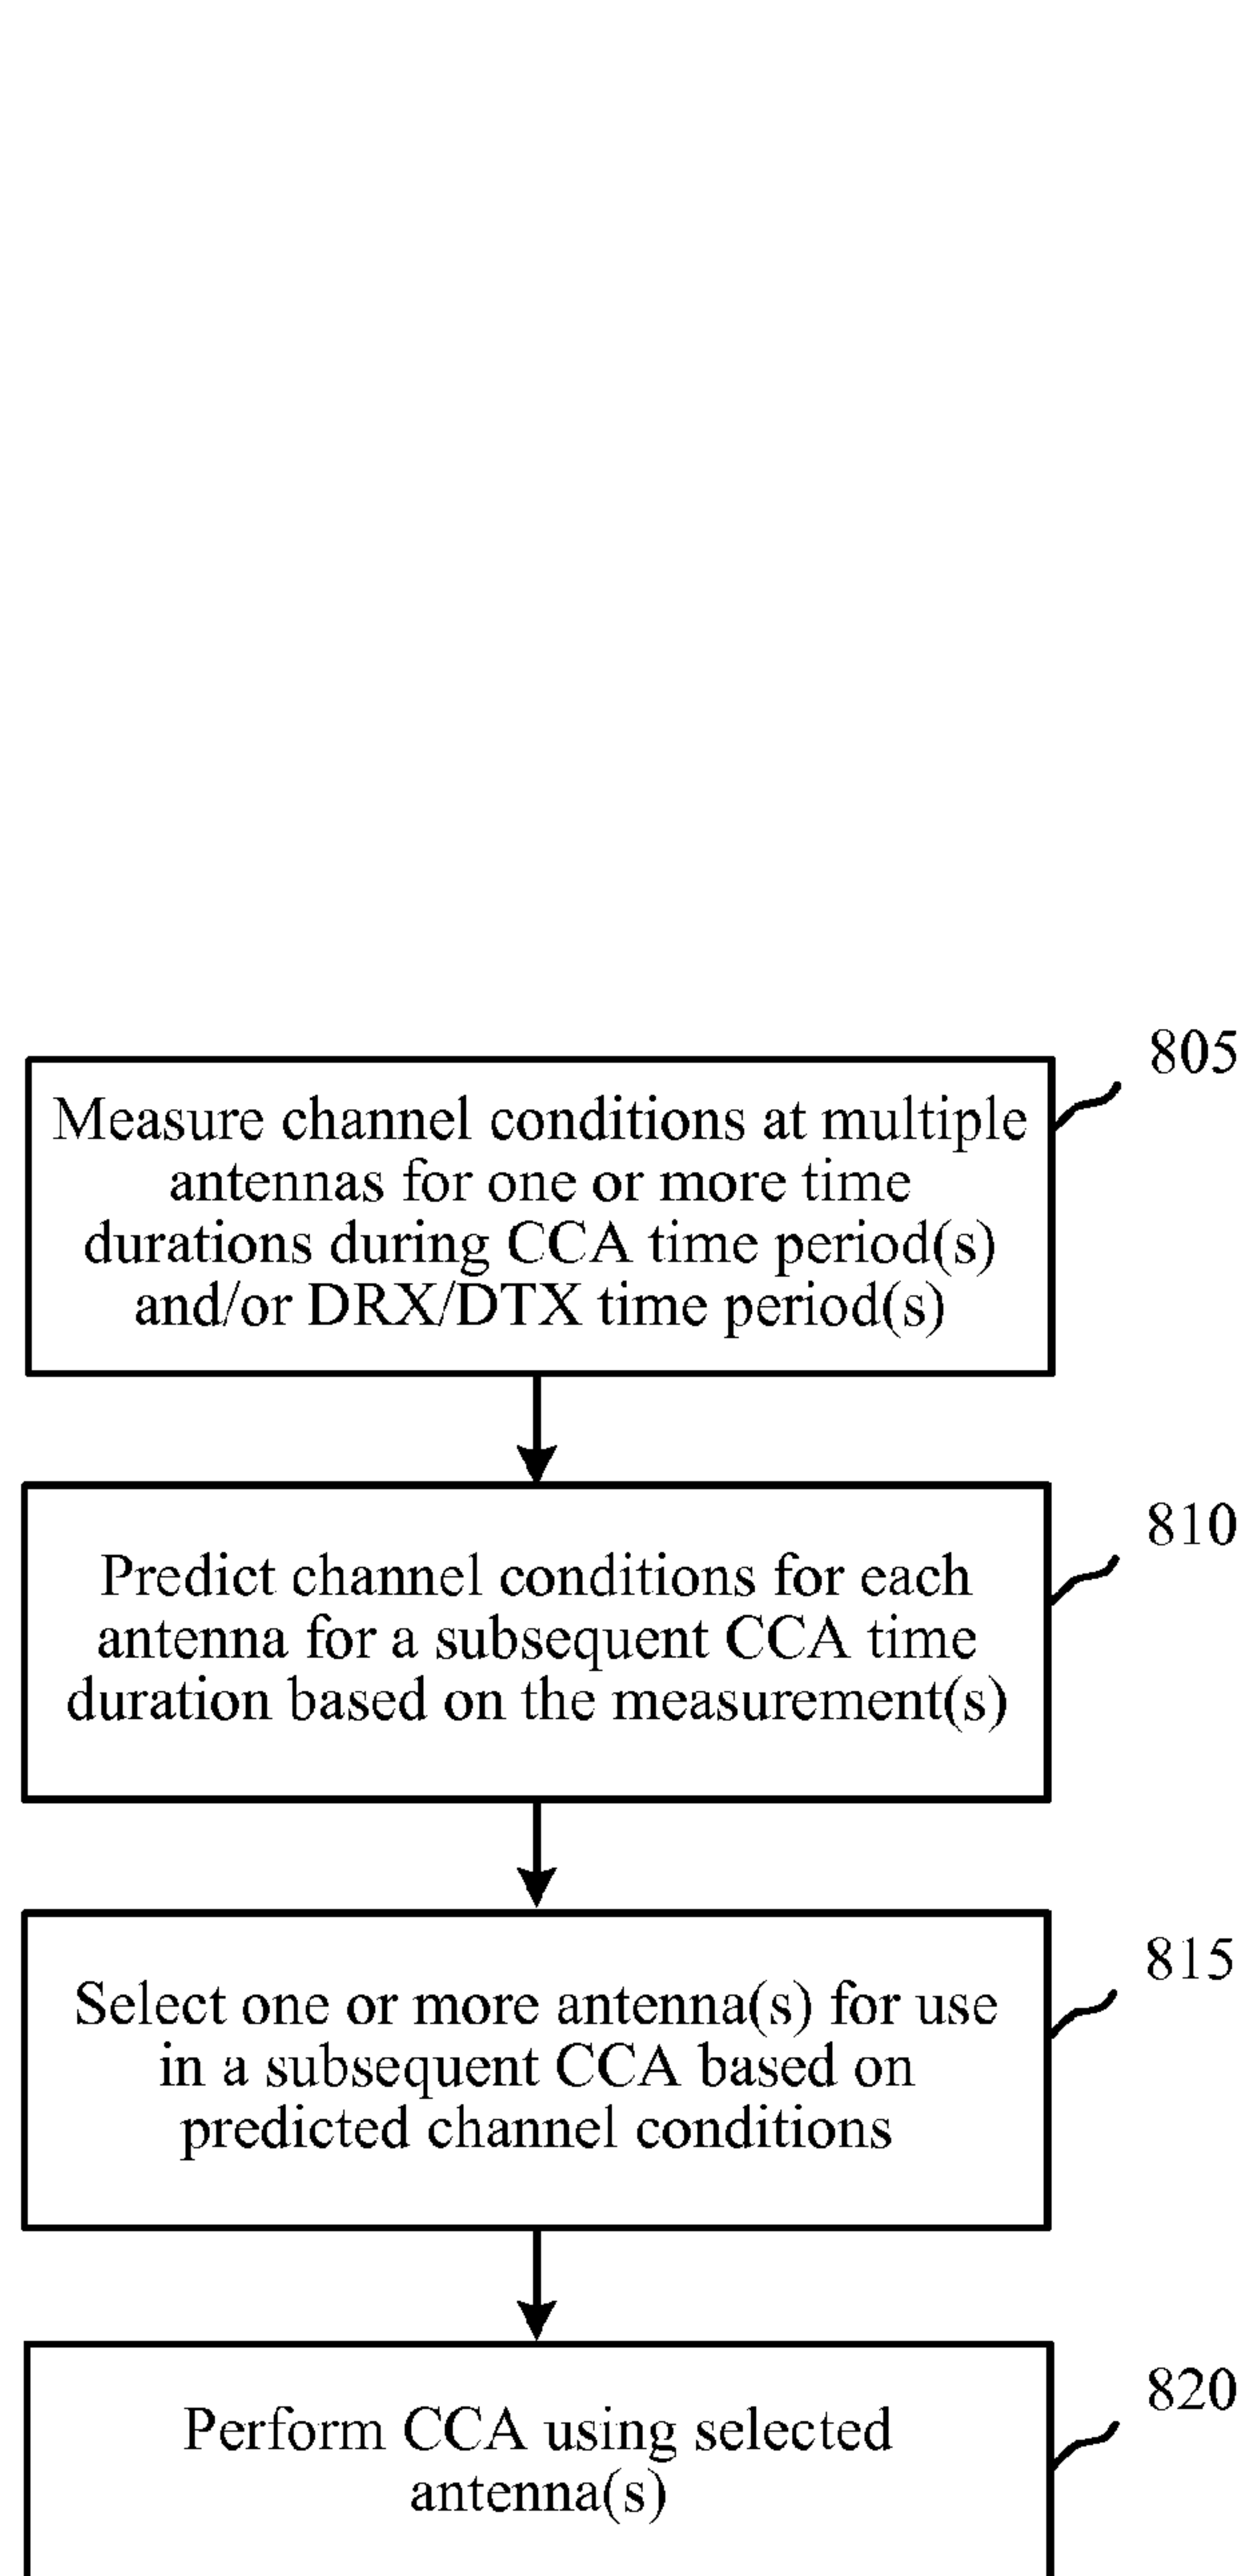 805
Measure channel conditions at multiple
antennas for one or more time
durations during CCA time period(s)
and/or DRX/DTX time period(s)
810
Predict channel conditions for each
antenna for a subsequent CCA time
duration based on the measurement(s)
815
Select one or more antenna(s) for use
in a subsequent CCA based on
predicted channel conditions
820
Perform CCA using selected
antenna(s)